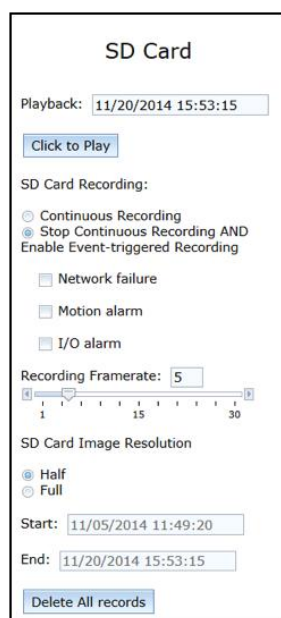 SD Card
Playback: 11/20/2014 15:53:15
Click to Play
SD Card Recording:
Continuous Recording
Stop Continuous Recording AND
Enable Event-triggered Recording
Network failure
Motion alarm
I/O alarm
Recording Framerate: 5
1 15 30
SD Card Image Resolution
Half
Full
Start: 11/05/2014 11:49:20
End: 11/20/2014 15:53:15
Delete All records